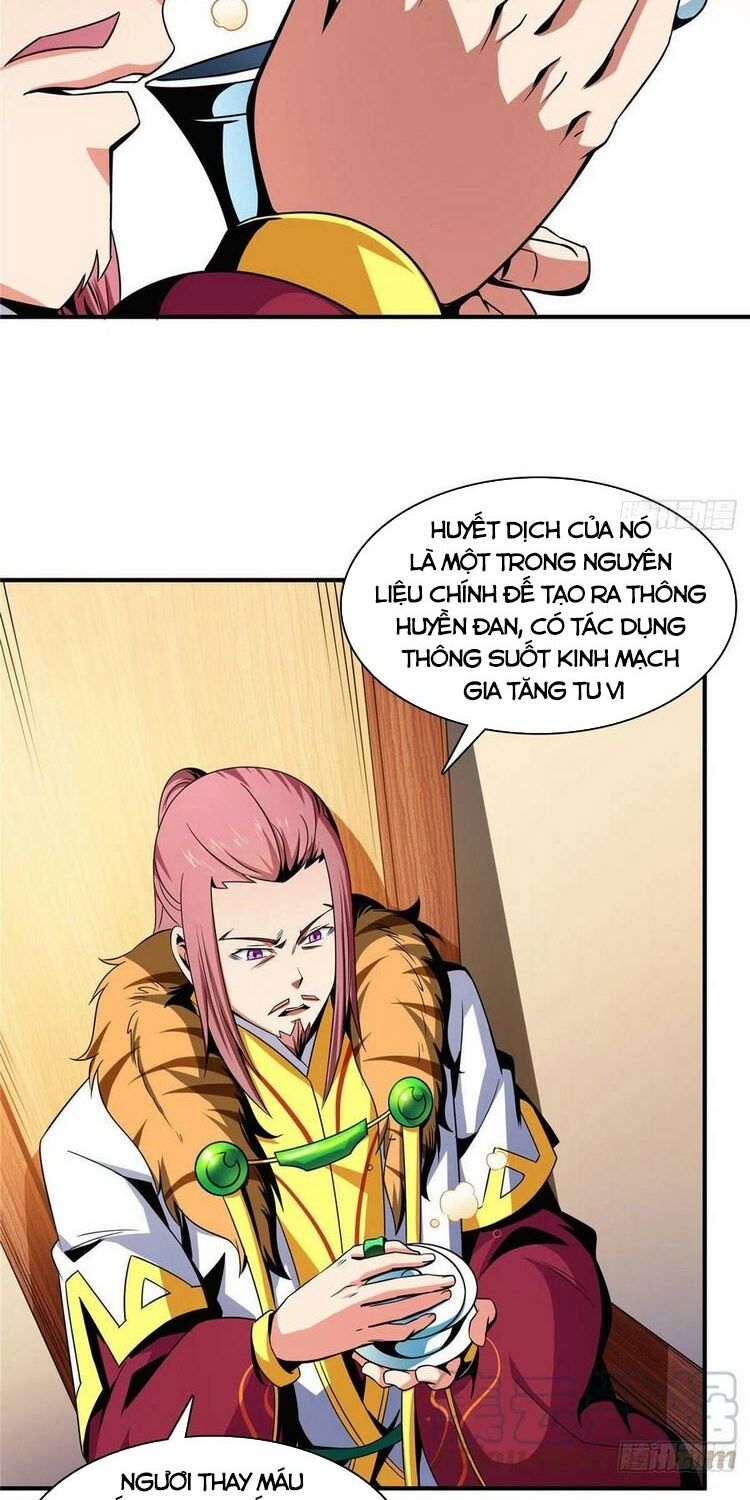 HUYẾT DỊCH CỦA NÓ
LÀ MỘT TRONG NGUYÊN
LIỆU CHÍNH ĐỂ TẠO RA THÔNG
HUYỀN ĐAN, CÓ TÁC DỤNG
THÔNG SUỐT KINH MẠCH
GIA TĂNG TU VI
NGƯƠI THAY MÁU